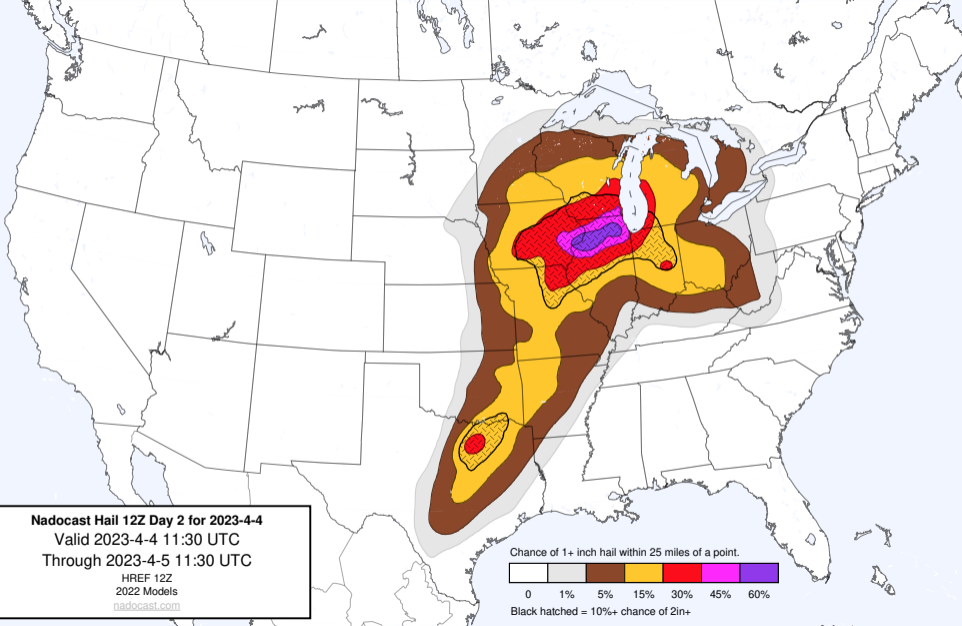 Nadocast Hail 12Z Day 2 for 2023-4-4
Valid 2023-4-4 11:30 UTC
Through 2023-4-5 11:30 UTC
HREF 12Z
2022 Models
nadocast.com
Chance of 1+ inch hail within 25 miles of a point.
0 1% 5% 15% 30% 45% 60%
Black hatched = 10%+ chance of 2in+